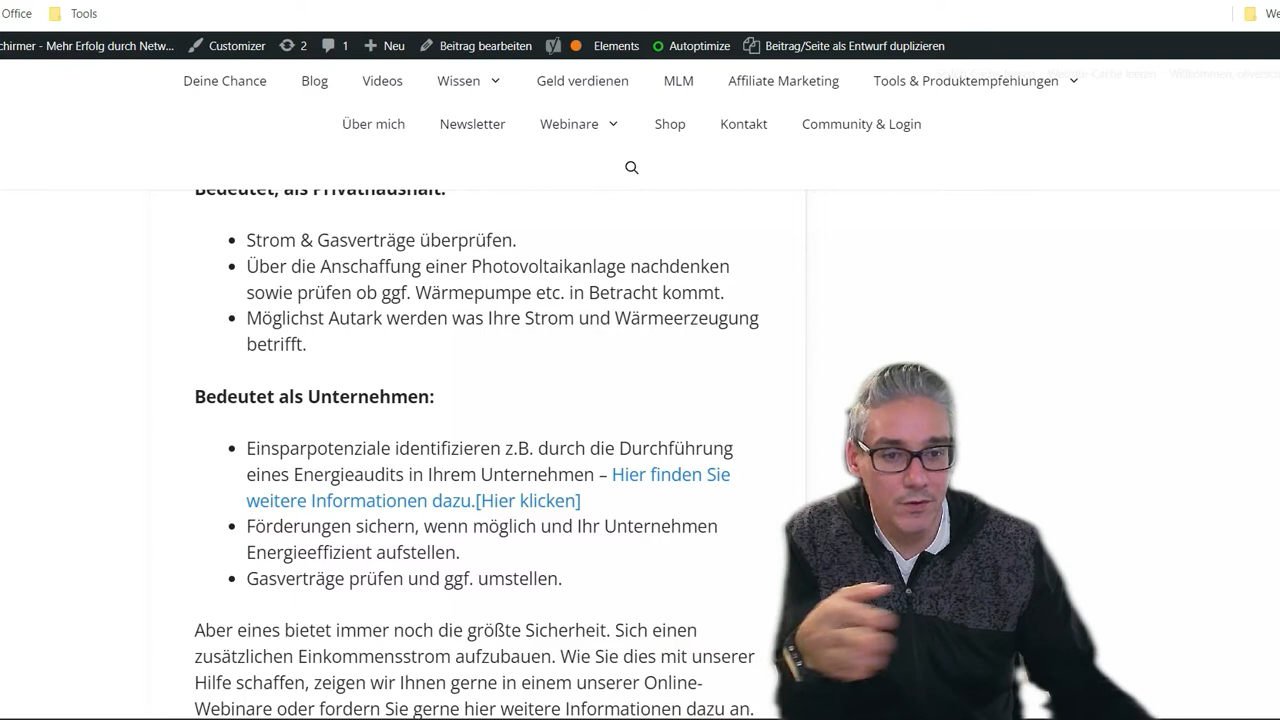 Office Tools We
chirmer - Mehr Erfolg durch Netw... Customizer 2 1 Neu Beitrag bearbeiten Elements Autoptimize Beitrag/Seite als Entwurf duplizieren
Deine Chance Blog Videos Wissen Geld verdienen MLM Affiliate Marketing Tools & Produktempfehlungen
Über mich Newsletter Webinare Shop Kontakt Community & Login
Bedeutet, als Privathaushalt:
• Strom & Gasverträge überprüfen.
• Über die Anschaffung einer Photovoltaikanlage nachdenken
sowie prüfen ob ggf. Wärmepumpe etc. in Betracht kommt.
• Möglichst Autark werden was Ihre Strom und Wärmeerzeugung
betrifft.
Bedeutet als Unternehmen:
• Einsparpotenziale identifizieren z.B. durch die Durchführung
eines Energieaudits in Ihrem Unternehmen – Hier finden Sie
weitere Informationen dazu.[Hier klicken]
• Förderungen sichern, wenn möglich und Ihr Unternehmen
Energieeffizient aufstellen.
• Gasverträge prüfen und ggf. umstellen.
Aber eines bietet immer noch die größte Sicherheit. Sich einen
zusätzlichen Einkommensstrom aufzubauen. Wie Sie dies mit unserer
Hilfe schaffen, zeigen wir Ihnen gerne in einem unserer Online-
Webinare oder fordern Sie gerne hier weitere Informationen dazu an.